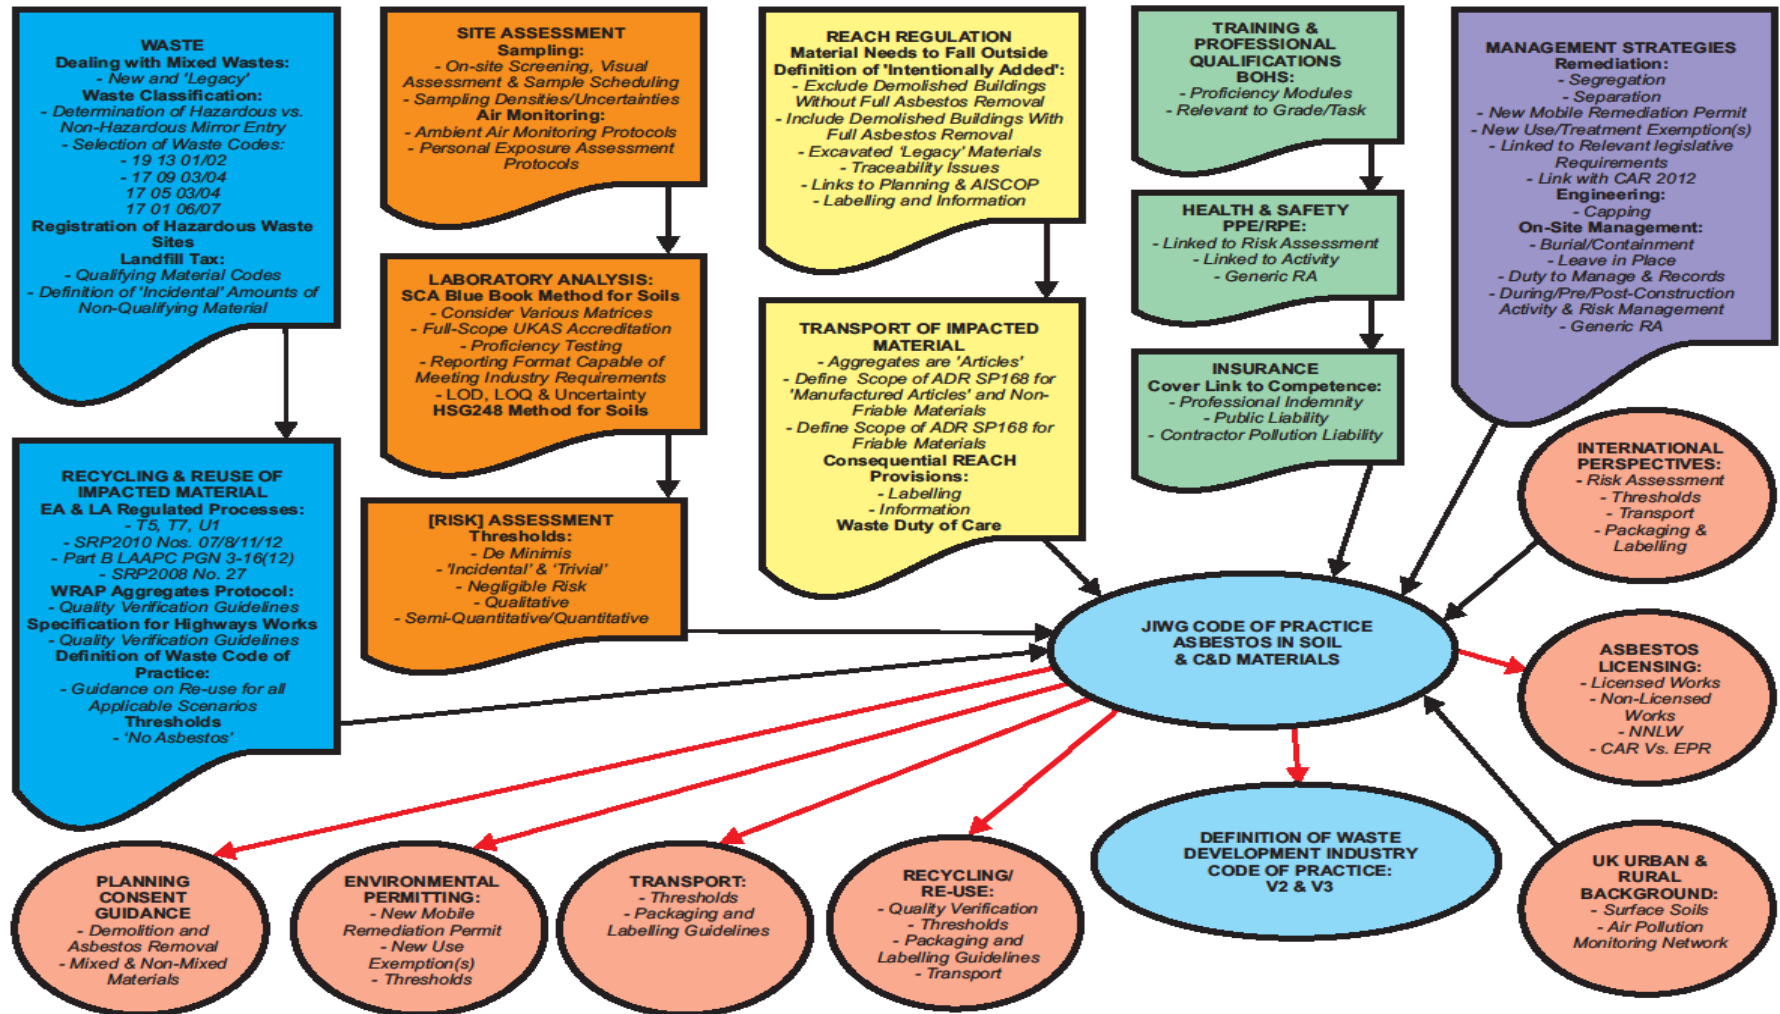 WASTE
Dealing with Mixed Wastes:
- New and 'Legacy'
Waste Classification:
- Determination of Hazardous vs.
Non-Hazardous Mirror Entry
- Selection of Waste Codes:
- 19 13 01/02
- 17 09 03/04
17 05 03/04
17 01 06/07
Registration of Hazardous Waste
Sites
Landfill Tax:
- Qualifying Material Codes
- Definition of 'Incidental' Amounts of
Non-Qualifying Material
RECYCLING & REUSE OF
IMPACTED MATERIAL
EA & LA Regulated Processes:
- T5, T7, U1
- SRP2010 Nos. 07/8/11/12
- Part B LAAPC PGN 3-16(12)
- SRP2008 No. 27
WRAP Aggregates Protocol:
- Quality Verification Guidelines
Specification for Highways Works
- Quality Verification Guidelines
Definition of Waste Code of
Practice:
- Guidance on Re-use for all
Applicable Scenarios
Thresholds
- 'No Asbestos'
SITE ASSESSMENT
Sampling:
- On-site Screening, Visual
Assessment & Sample Scheduling
- Sampling Densities/Uncertainties
Air Monitoring:
- Ambient Air Monitoring Protocols
- Personal Exposure Assessment
Protocols
LABORATORY ANALYSIS:
SCA Blue Book Method for Soils
- Consider Various Matrices
- Full-Scope UKAS Accreditation
- Proficiency Testing
- Reporting Format Capable of
Meeting Industry Requirements
- LOD, LOQ & Uncertainty
HSG248 Method for Soils
[RISK] ASSESSMENT
Thresholds:
- De Minimis
- 'Incidental' & 'Trivial'
- Negligible Risk
- Qualitative
- Semi-Quantitative/Quantitative
REACH REGULATION
Material Needs to Fall Outside
Definition of 'Intentionally Added':
- Exclude Demolished Buildings
Without Full Asbestos Removal
- Include Demolished Buildings With
Full Asbestos Removal
- Excavated 'Legacy' Materials
- Traceability Issues
- Links to Planning & AISCOP
- Labelling and Information
TRANSPORT OF IMPACTED
MATERIAL
- Aggregates are 'Articles'
- Define Scope of ADR SP168 for
'Manufactured Articles' and Non-
Friable Materials
- Define Scope of ADR SP168 for
Friable Materials
Consequential REACH
Provisions:
- Labelling
- Information
Waste Duty of Care
TRAINING &
PROFESSIONAL
QUALIFICATIONS
BOHS:
- Proficiency Modules
- Relevant to Grade/Task
HEALTH & SAFETY
PPE/RPE:
- Linked to Risk Assessment
- Linked to Activity
- Generic RA
INSURANCE
Cover Link to Competence:
- Professional Indemnity
- Public Liability
- Contractor Pollution Liability
MANAGEMENT STRATEGIES
Remediation:
- Segregation
- Separation
- New Mobile Remediation Permit
- New Use/Treatment Exemption(s)
- Linked to Relevant legislative
Requirements
- Link with CAR 2012
Engineering:
- Capping
On-Site Management:
- Burial/Containment
- Leave in Place
- Duty to Manage & Records
- During/Pre/Post-Construction
Activity & Risk Management
- Generic RA
INTERNATIONAL
PERSPECTIVES:
- Risk Assessment
- Thresholds
- Transport
- Packaging &
Labelling
JIWG CODE OF PRACTICE
ASBESTOS IN SOIL
& C&D MATERIALS
ASBESTOS
LICENSING:
- Licensed Works
- Non-Licensed
Works
- NNLW
- CAR Vs. EPR
PLANNING
CONSENT
GUIDANCE
- Demolition and
Asbestos Removal
- Mixed & Non-Mixed
Materials
ENVIRONMENTAL
PERMITTING:
- New Mobile
Remediation Permit
- New Use
Exemption(s)
- Thresholds
TRANSPORT:
- Thresholds
- Packaging and
Labelling Guidelines
RECYCLING/
RE-USE:
- Quality Verification
- Thresholds
- Packaging and
Labelling Guidelines
- Transport
DEFINITION OF WASTE
DEVELOPMENT INDUSTRY
CODE OF PRACTICE:
V2 & V3
UK URBAN &
RURAL
BACKGROUND:
- Surface Soils
- Air Pollution
Monitoring Network